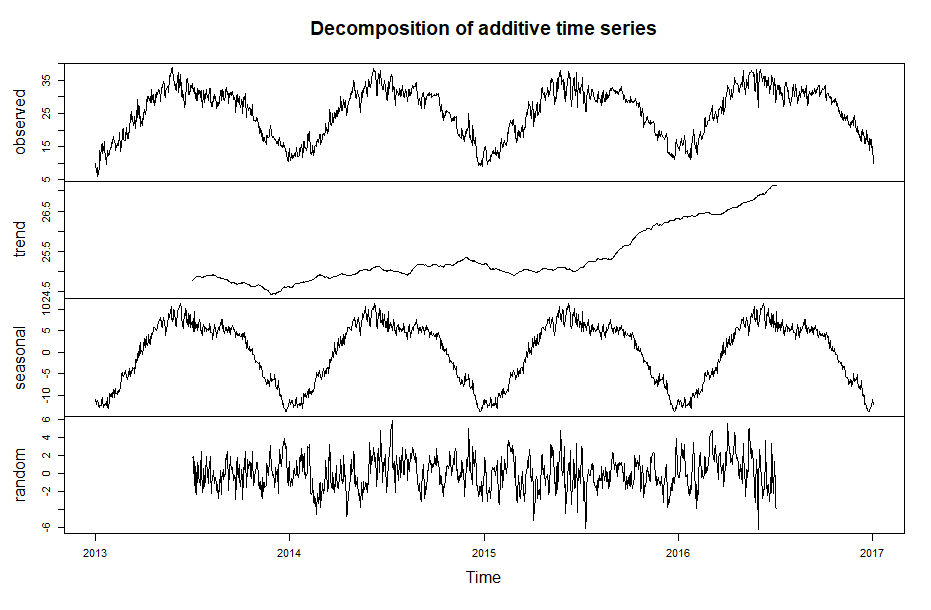 Decomposition of additive time series
observed
5 15 25 35
trend
24.5 25.5 26.5
seasonal
-10 -5 0 5 10
random
-6 -2 0 2 4 6
2013 2014 2015 2016 2017
Time